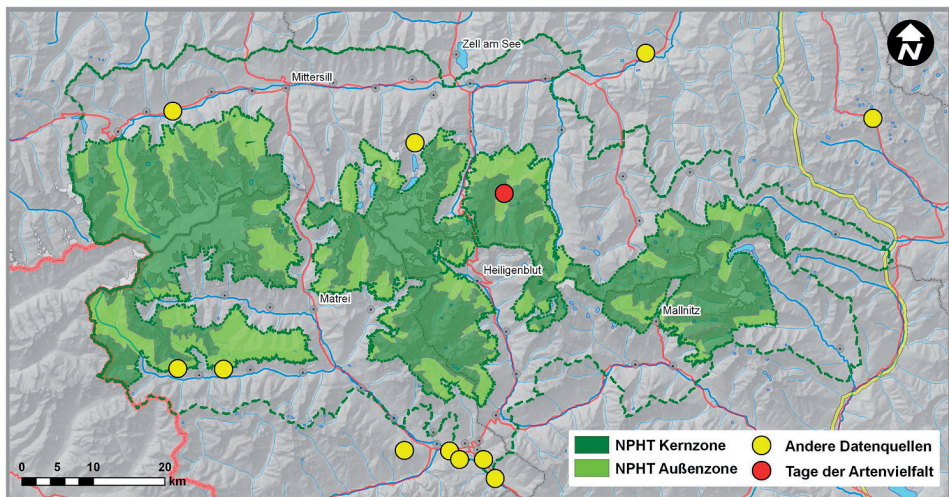 Zell am See
N
Mittersill
Heiligenblut
Matrei
Mallnitz
NPHT Kernzone
NPHT Außenzone
Andere Datenquellen
Tage der Artenvielfalt
0 5 10 20
km